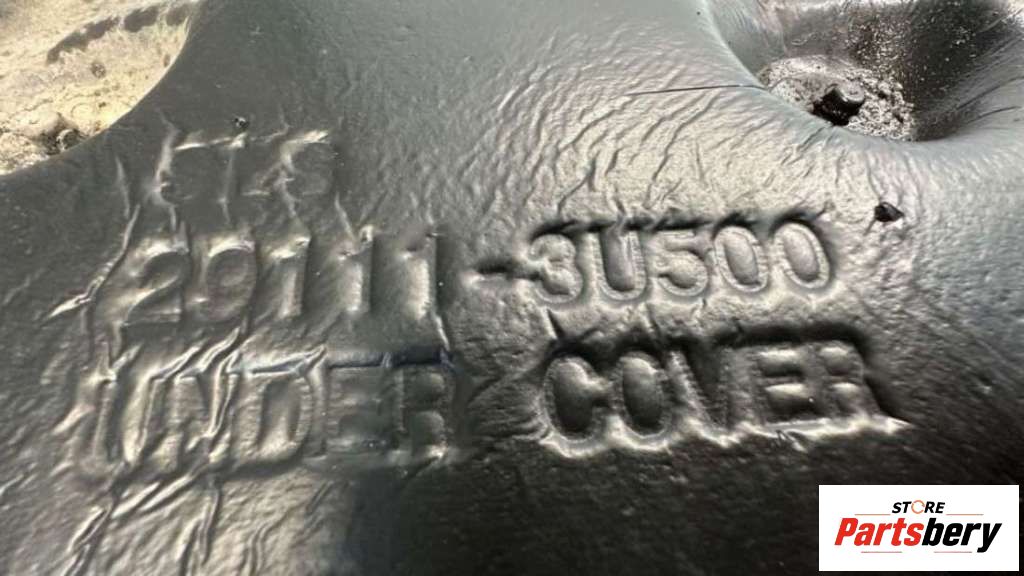 29111-3U500
UNDER COVER
STORE
Partsbery